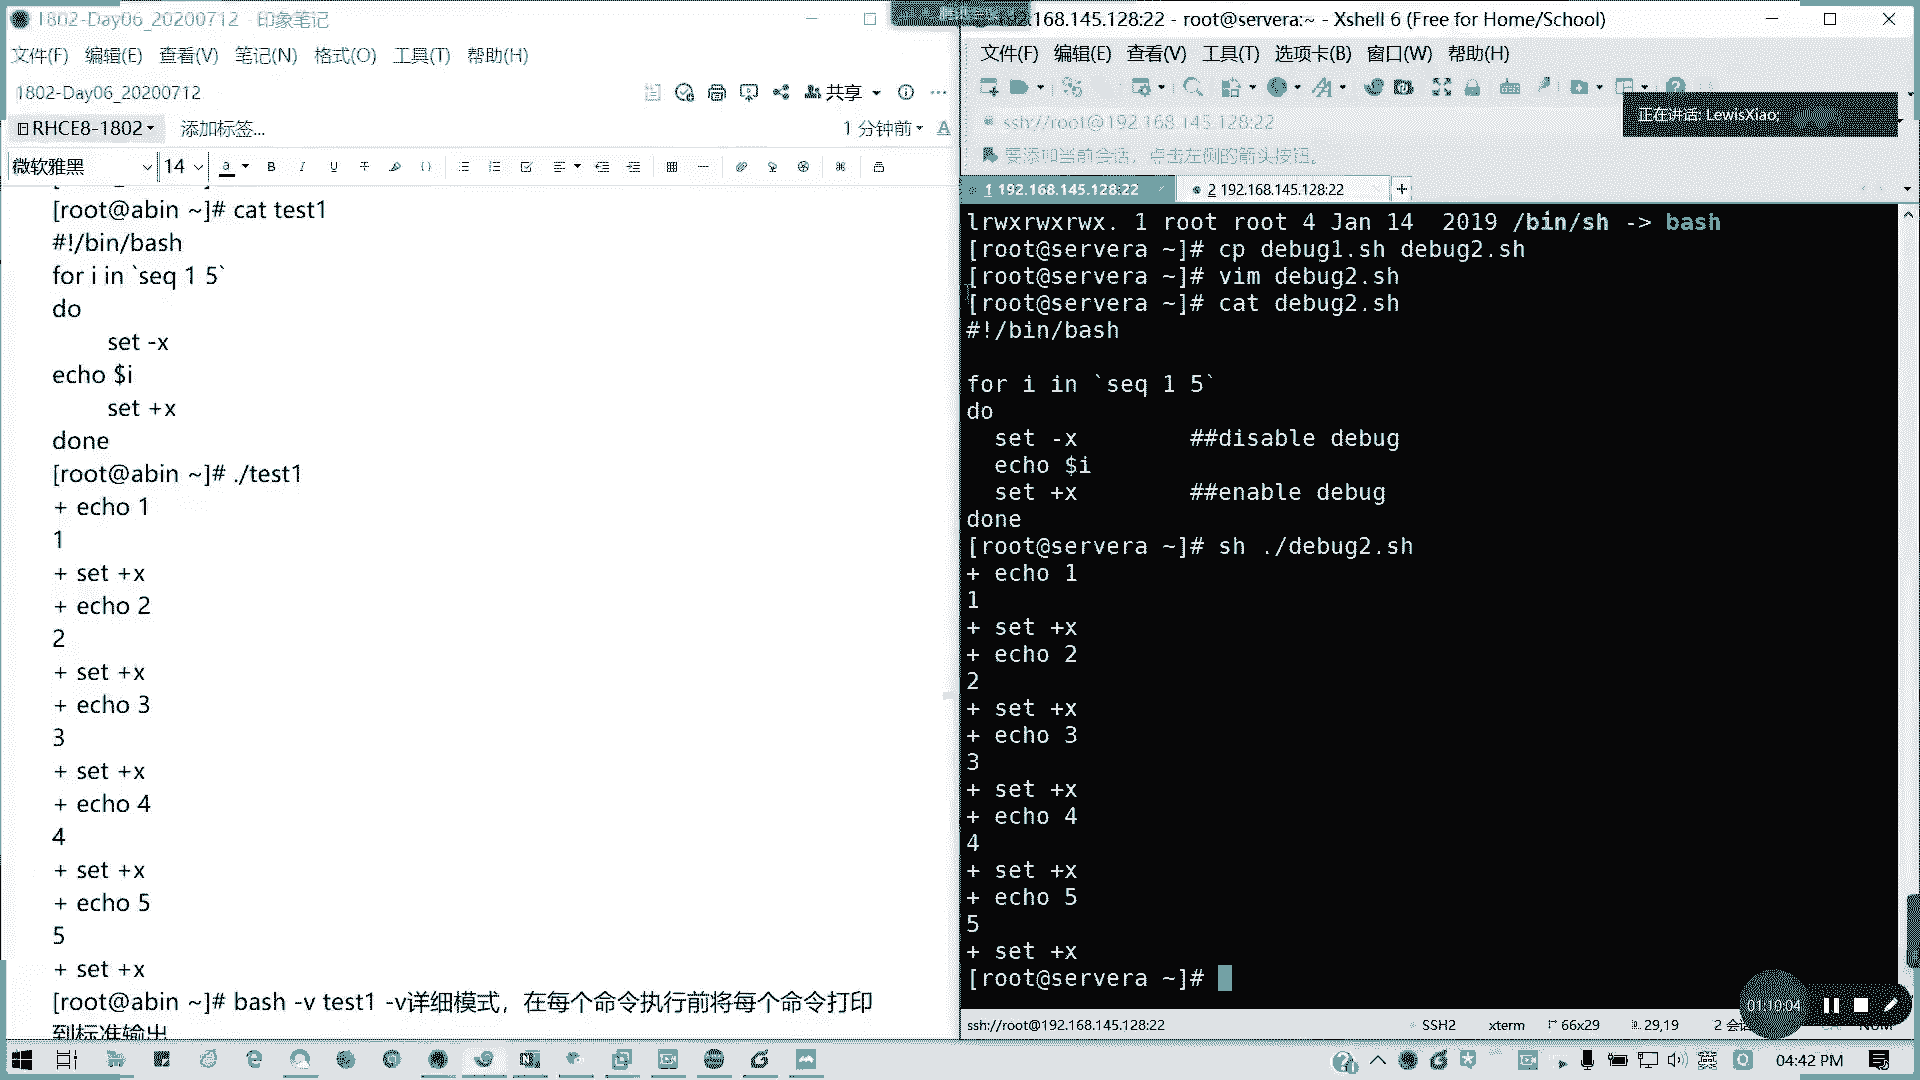 1802-Day06_20200712 - 印象笔记
文件(F) 编辑(E) 查看(V) 笔记(N) 格式(O) 工具(T) 帮助(H)
1802-Day06_20200712
共享
RHCE8-1802
添加标签...
1 分钟前
微软雅黑 14
[root@abin ~]# cat test1
#!/bin/bash
for i in `seq 1 5`
do
set -x
echo $i
set +x
done
[root@abin ~]# ./test1
+ echo 1
1
+ set +x
+ echo 2
2
+ set +x
+ echo 3
3
+ set +x
+ echo 4
4
+ set +x
+ echo 5
5
+ set +x
[root@abin ~]# bash -v test1 -v详细模式，在每个命令执行前将每个命令打印
到标准输出
192.168.145.128:22 - root@servera:~ - Xshell 6 (Free for Home/School)
文件(F) 编辑(E) 查看(V) 工具(T) 选项卡(B) 窗口(W) 帮助(H)
正在讲话: LewisXiao;
ssh://root@192.168.145.128:22
要添加当前会话，点击左侧的箭头按钮。
1 192.168.145.128:22
2 192.168.145.128:22
lrwxrwxrwx. 1 root root 4 Jan 14  2019 /bin/sh -> bash
[root@servera ~]# cp debug1.sh debug2.sh
[root@servera ~]# vim debug2.sh
[root@servera ~]# cat debug2.sh
#!/bin/bash
for i in `seq 1 5`
do
set -x        ##disable debug
echo $i
set +x        ##enable debug
done
[root@servera ~]# sh ./debug2.sh
+ echo 1
1
+ set +x
+ echo 2
2
+ set +x
+ echo 3
3
+ set +x
+ echo 4
4
+ set +x
+ echo 5
5
+ set +x
[root@servera ~]#
01:10:04
ssh://root@192.168.145.128:22 SSH2 xterm 66x29 29,19 2 会 NUM
英
04:42 PM